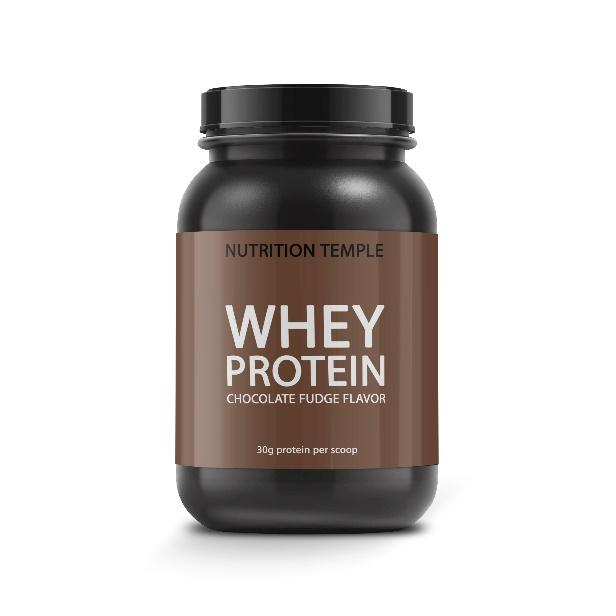 NUTRITION TEMPLE
WHEY
PROTEIN
CHOCOLATE FUDGE FLAVOR
30g protein per scoop